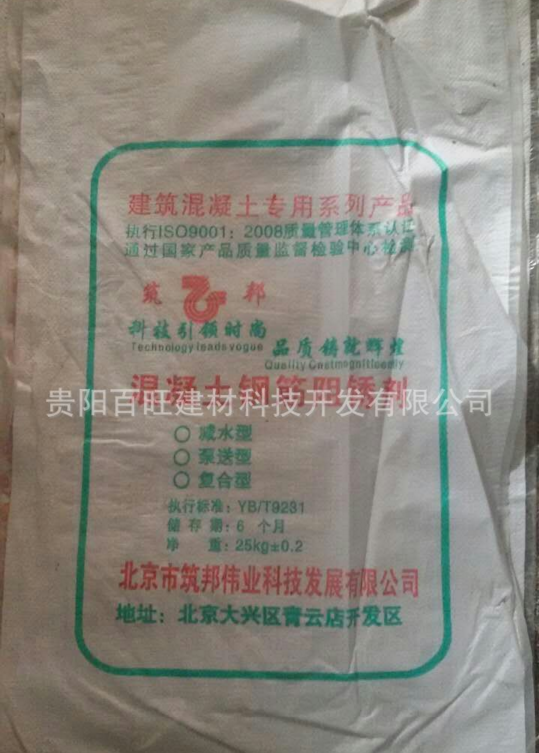 建筑混凝土专用系列产品
执行ISO9001：2008质量管理体系认证
通过国家产品质量监督检验中心检测
筑 邦
科技引领时尚
Technology leads vogue
品质铸就辉煌
Quality Castmagnificently
混凝土钢筋阻锈剂
贵阳百旺建材科技开发有限公司
○ 减水型
○ 泵送型
○ 复合型
执行标准：YB/T9231
储 存 期：6 个月
净 重：25kg±0.2
北京市筑邦伟业科技发展有限公司
地址：北京大兴区青云店开发区